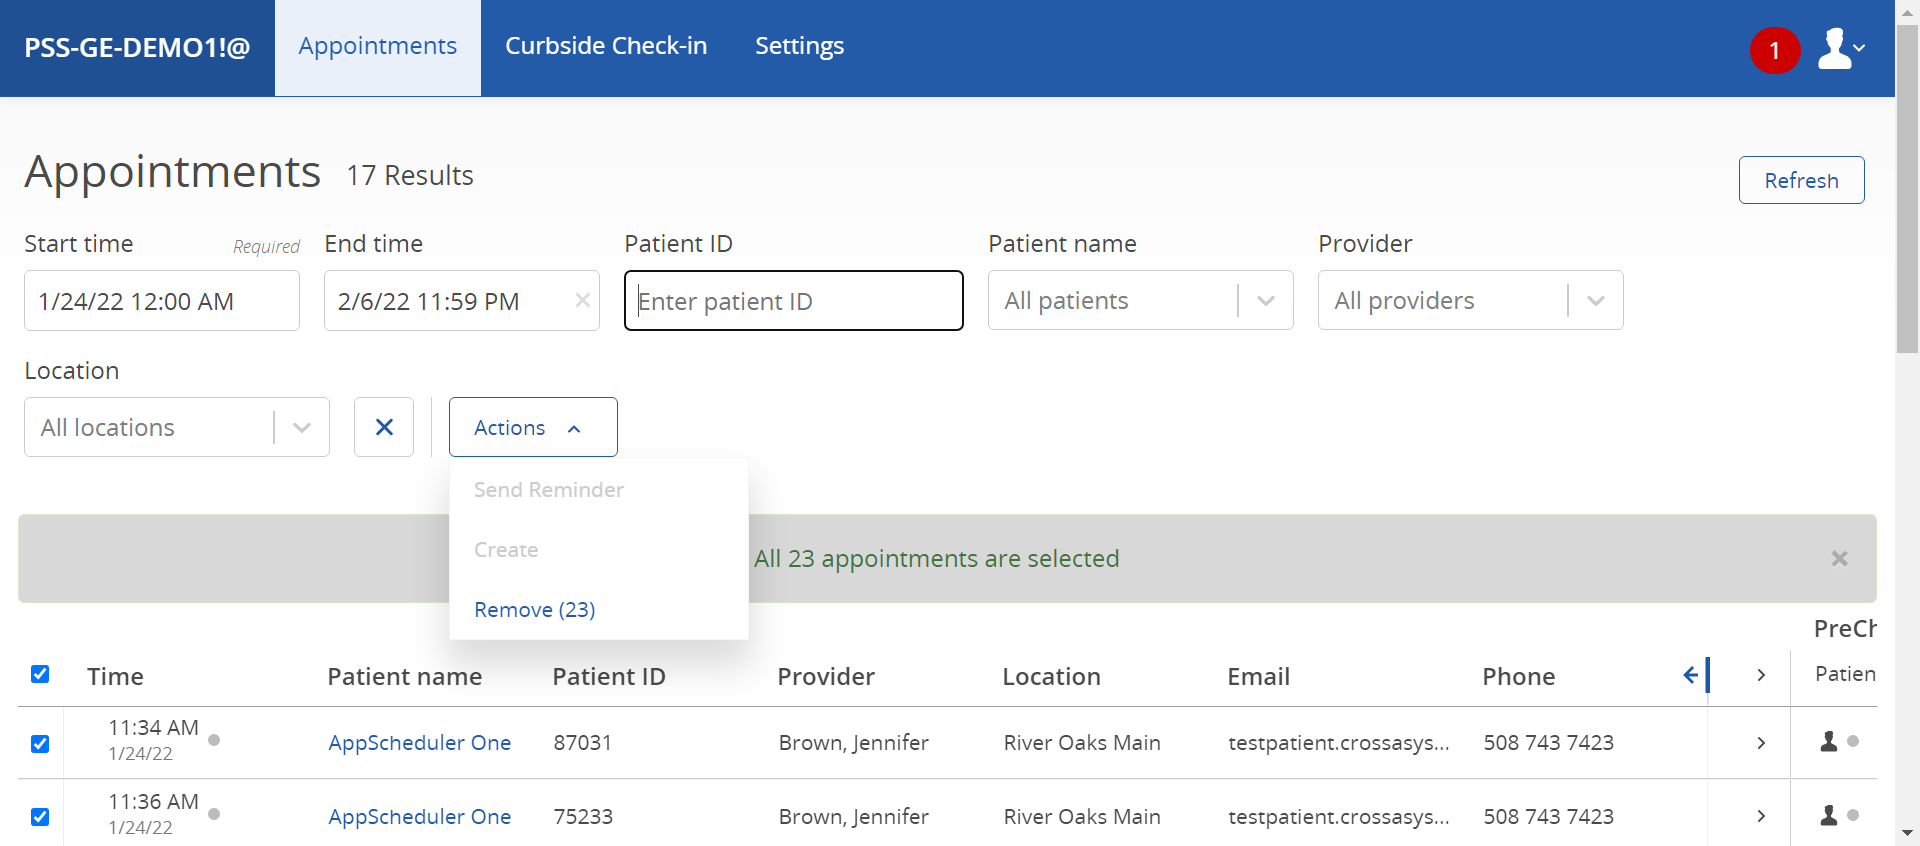 PSS-GE-DEMO1!@ Appointments Curbside Check-in Settings 1
Appointments 17 Results Refresh
Start time Required End time Patient ID Patient name Provider
1/24/22 12:00 AM 2/6/22 11:59 PM Enter patient ID All patients All providers
Location
All locations Actions
Send Reminder
Create
Remove (23)
All 23 appointments are selected
PreCh
Time Patient name Patient ID Provider Location Email Phone Patien
11:34 AM
1/24/22
AppScheduler One 87031 Brown, Jennifer River Oaks Main testpatient.crossasys... 508 743 7423
11:36 AM
1/24/22
AppScheduler One 75233 Brown, Jennifer River Oaks Main testpatient.crossasys... 508 743 7423